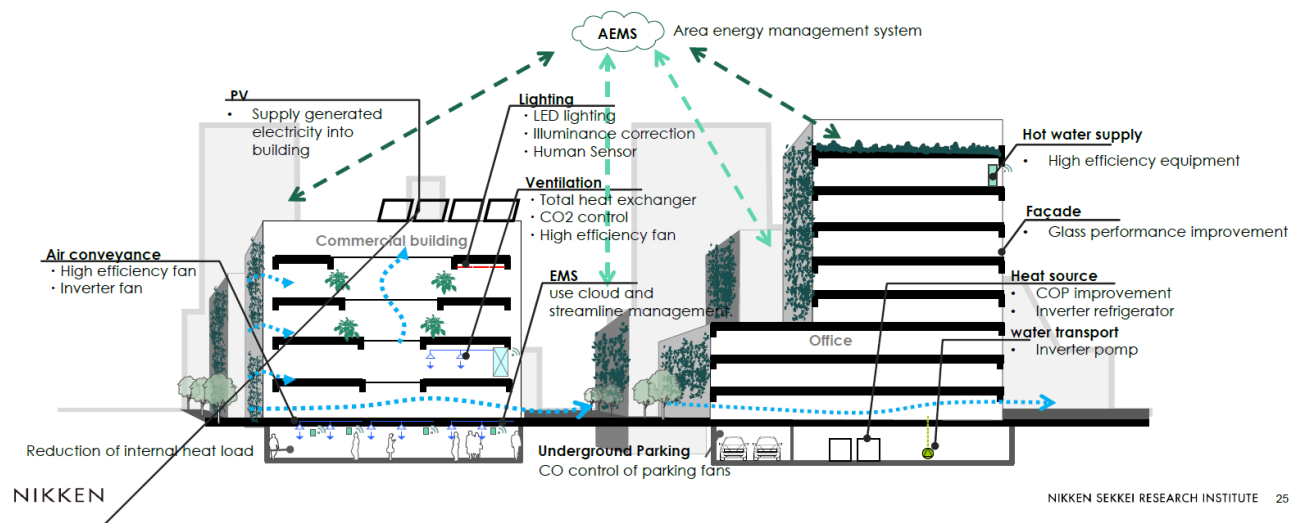 AEMS
Area energy management system
PV
• Supply generated
electricity into
building
Lighting
・LED lighting
・Illuminance correction
・Human Sensor
Ventilation
・Total heat exchanger
・CO2 control
・High efficiency fan
Hot water supply
• High efficiency equipment
Façade
• Glass performance improvement
Commercial building
Air conveyance
・High efficiency fan
・Inverter fan
EMS
use cloud and
streamline management
Heat source
• COP improvement
• Inverter refrigerator
water transport
• Inverter pomp
Office
Reduction of internal heat load
Underground Parking
CO control of parking fans
NIKKEN
NIKKEN SEKKEI RESEARCH INSTITUTE 25